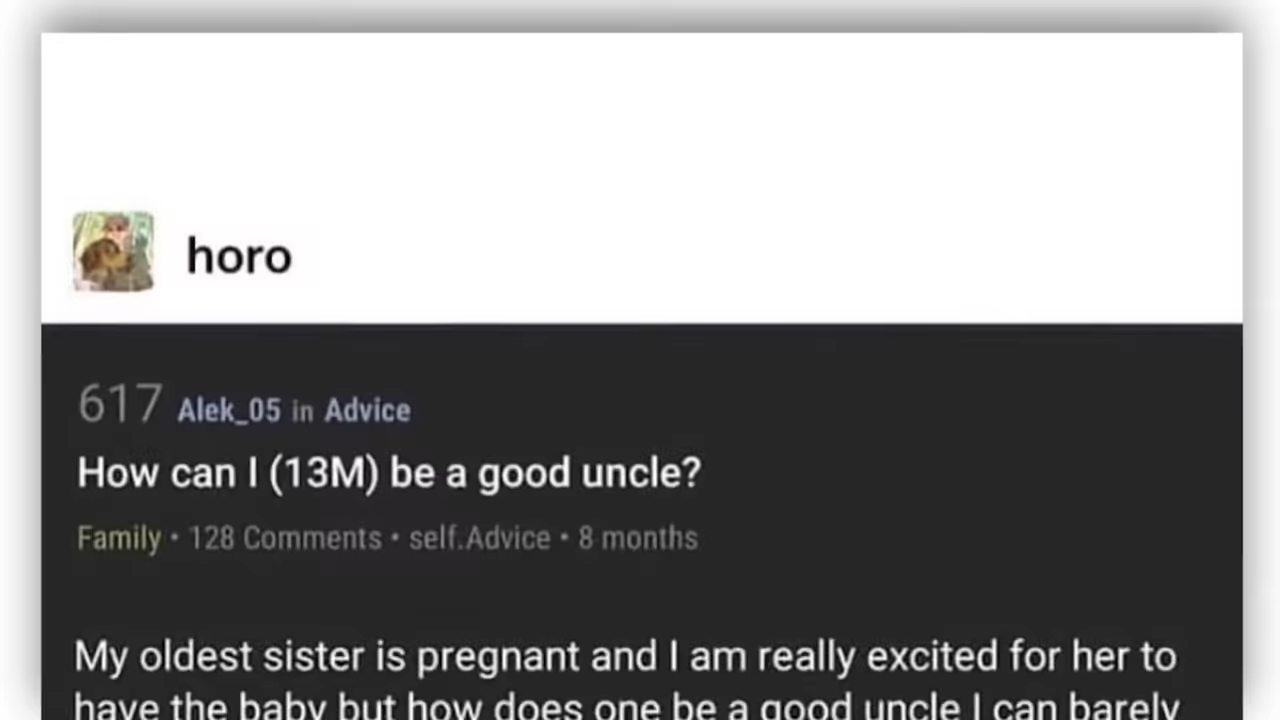 horo
617 Alek_05 in Advice
How can I (13M) be a good uncle?
Family • 128 Comments • self.Advice • 8 months
My oldest sister is pregnant and I am really excited for her to
have the baby but how does one be a good uncle I can barely